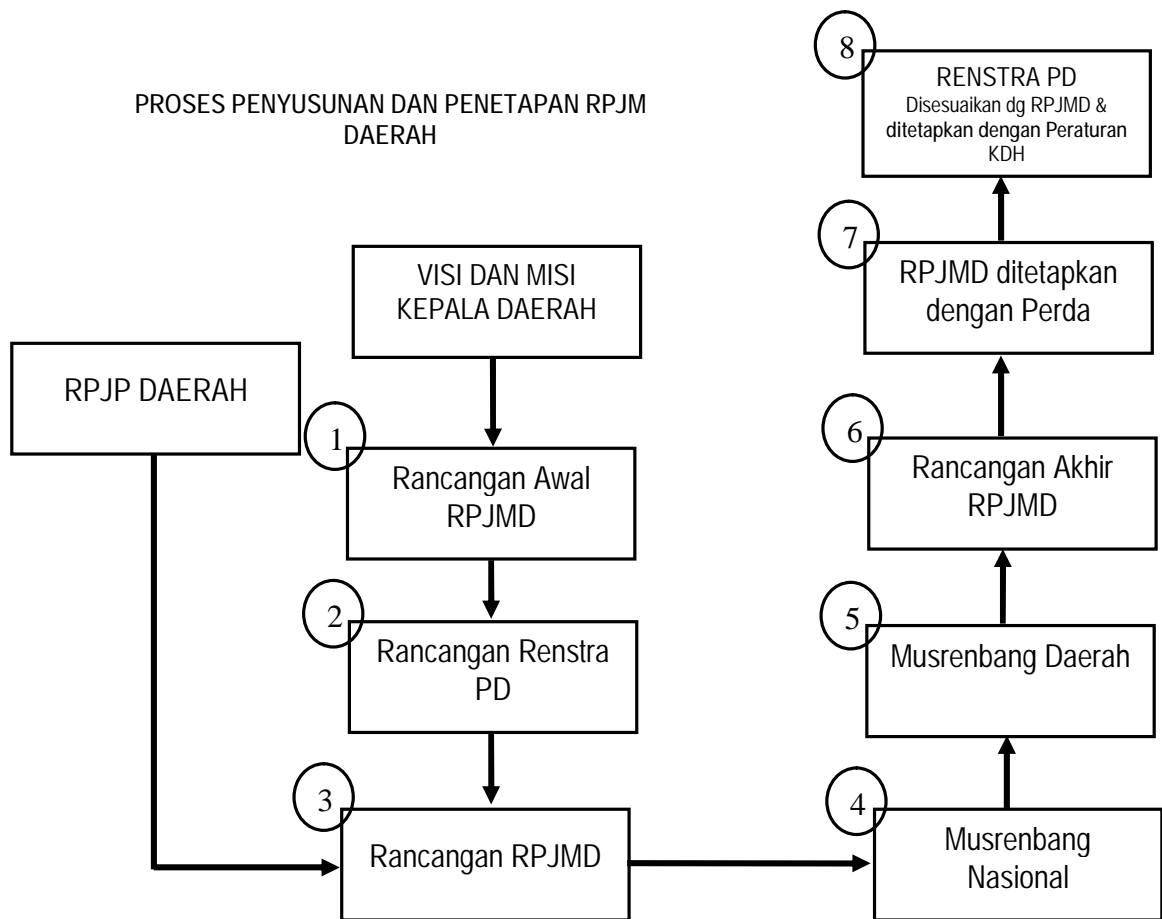 PROSES PENYUSUNAN DAN PENETAPAN RPJM
DAERAH
RPJP DAERAH
VISI DAN MISI
KEPALA DAERAH
1
Rancangan Awal
RPJMD
2
Rancangan Renstra
PD
3
Rancangan RPJMD
4
Musrenbang
Nasional
5
Musrenbang Daerah
6
Rancangan Akhir
RPJMD
7
RPJMD ditetapkan
dengan Perda
8
RENSTRA PD
Disesuaikan dg RPJMD &
ditetapkan dengan Peraturan
KDH